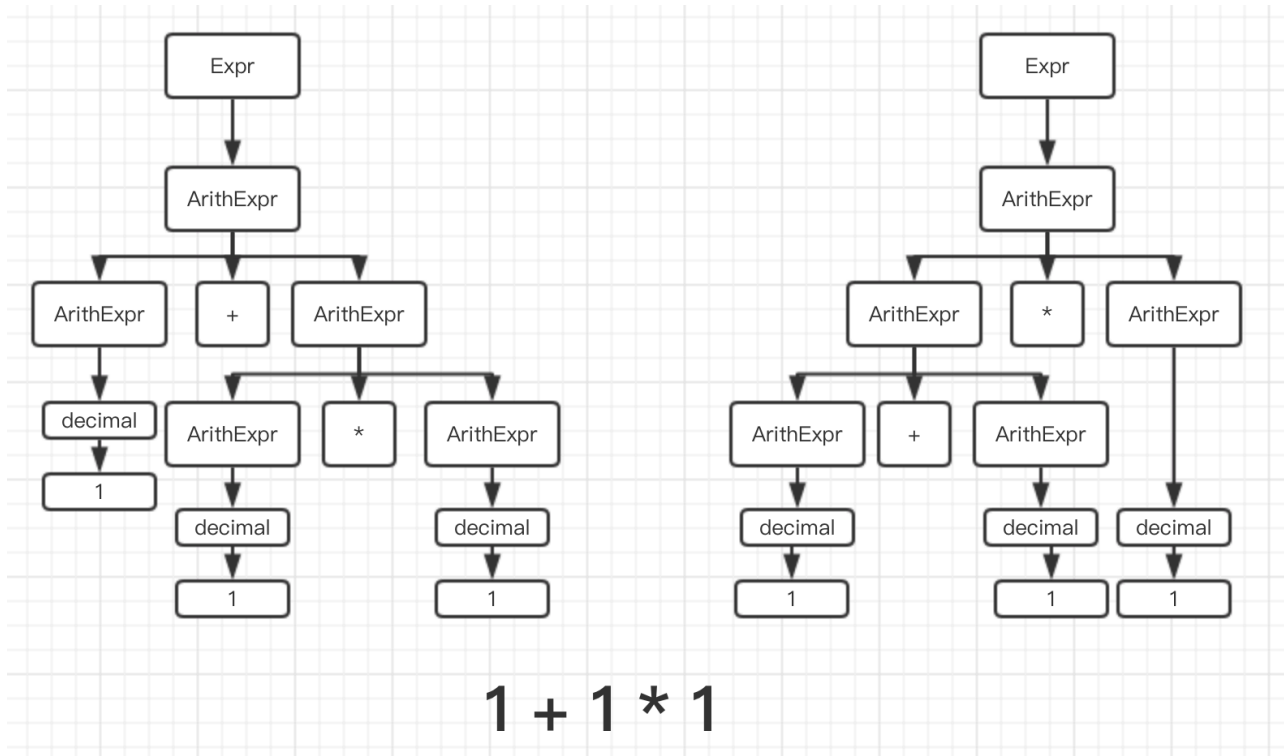 Expr Expr
ArithExpr ArithExpr
ArithExpr + ArithExpr ArithExpr * ArithExpr
decimal ArithExpr * ArithExpr ArithExpr + ArithExpr
1
decimal decimal decimal decimal decimal
1 1 1 1 1
1 + 1 * 1